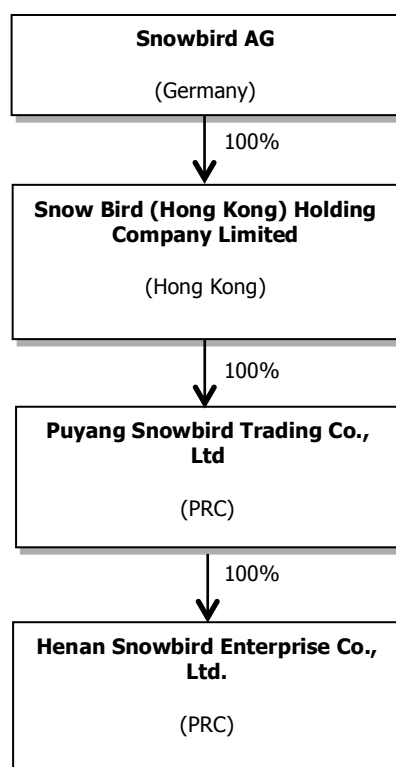 Snowbird AG
(Germany)
100%
Snow Bird (Hong Kong) Holding
Company Limited
(Hong Kong)
100%
Puyang Snowbird Trading Co.,
Ltd
(PRC)
100%
Henan Snowbird Enterprise Co.,
Ltd.
(PRC)